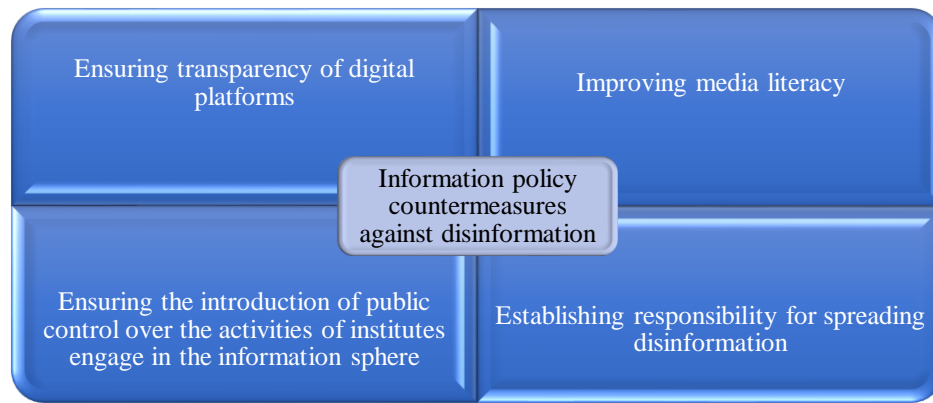 Ensuring transparency of digital
platforms
Improving media literacy
Information policy
countermeasures
against disinformation
Ensuring the introduction of public
control over the activities of institutes
engage in the information sphere
Establishing responsibility for spreading
disinformation